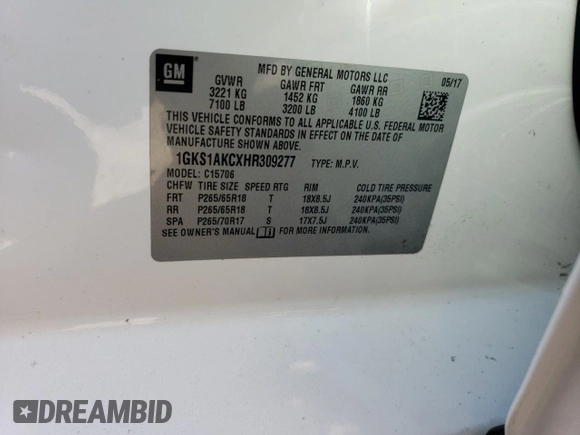 GM
MFD BY GENERAL MOTORS LLC 05/17
GVWR GAWR FRT GAWR RR
3221 KG 1452 KG 1860 KG
7100 LB 3200 LB 4100 LB
THIS VEHICLE CONFORMS TO ALL APPLICABLE U.S. FEDERAL MOTOR
VEHICLE SAFETY STANDARDS IN EFFECT ON THE DATE OF
MANUFACTURE SHOWN ABOVE.
1GKS1AKCXHR309277 TYPE: M.P.V.
MODEL: C15706
CHFW TIRE SIZE SPEED RTG RIM COLD TIRE PRESSURE
FRT P265/65R18 T 18X8.5J 240KPA(35PSI)
RR P265/65R18 T 18X8.5J 240KPA(35PSI)
SPA P265/70R17 S 17X7.5J 240KPA(35PSI)
SEE OWNER'S MANUAL FOR MORE INFORMATION.
DREAMBID